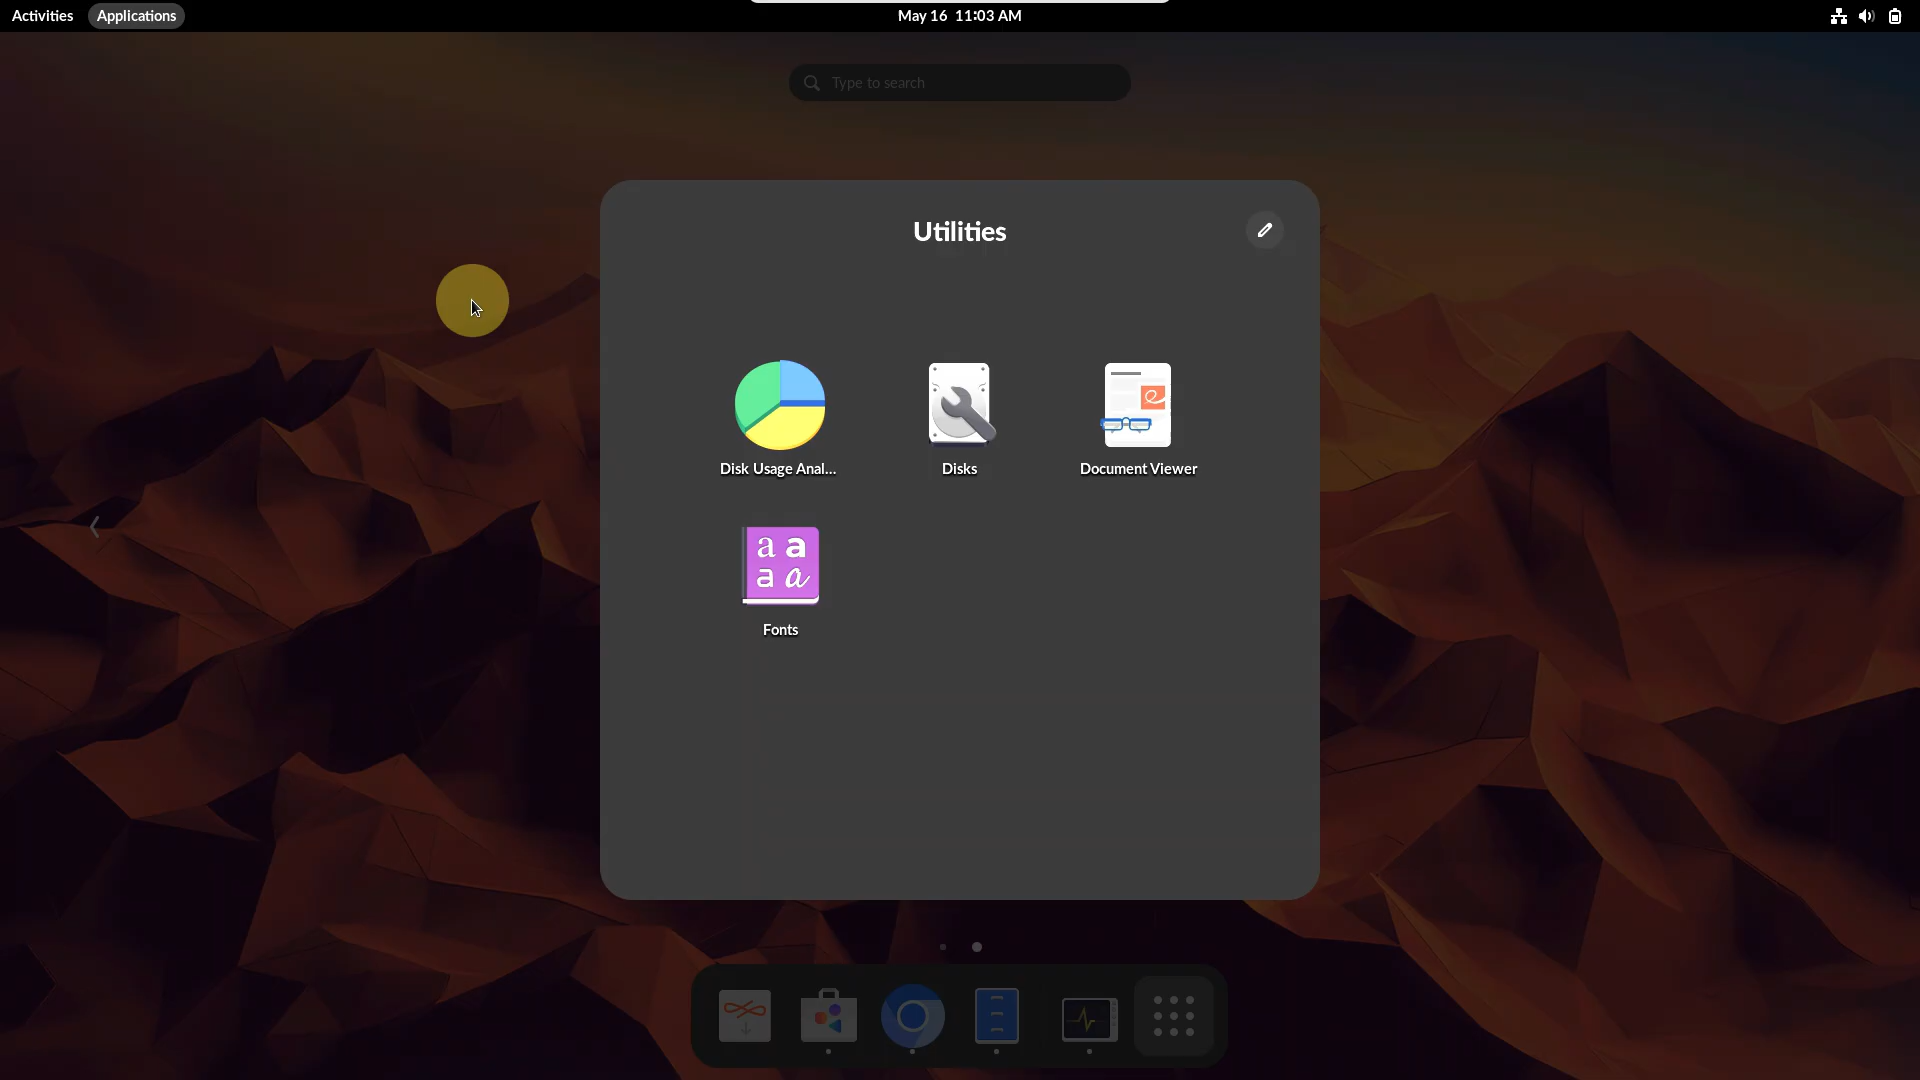 Activities Applications May 16 11:03 AM
Type to search
Utilities
Disk Usage Anal... Disks Document Viewer
a a
a a
Fonts